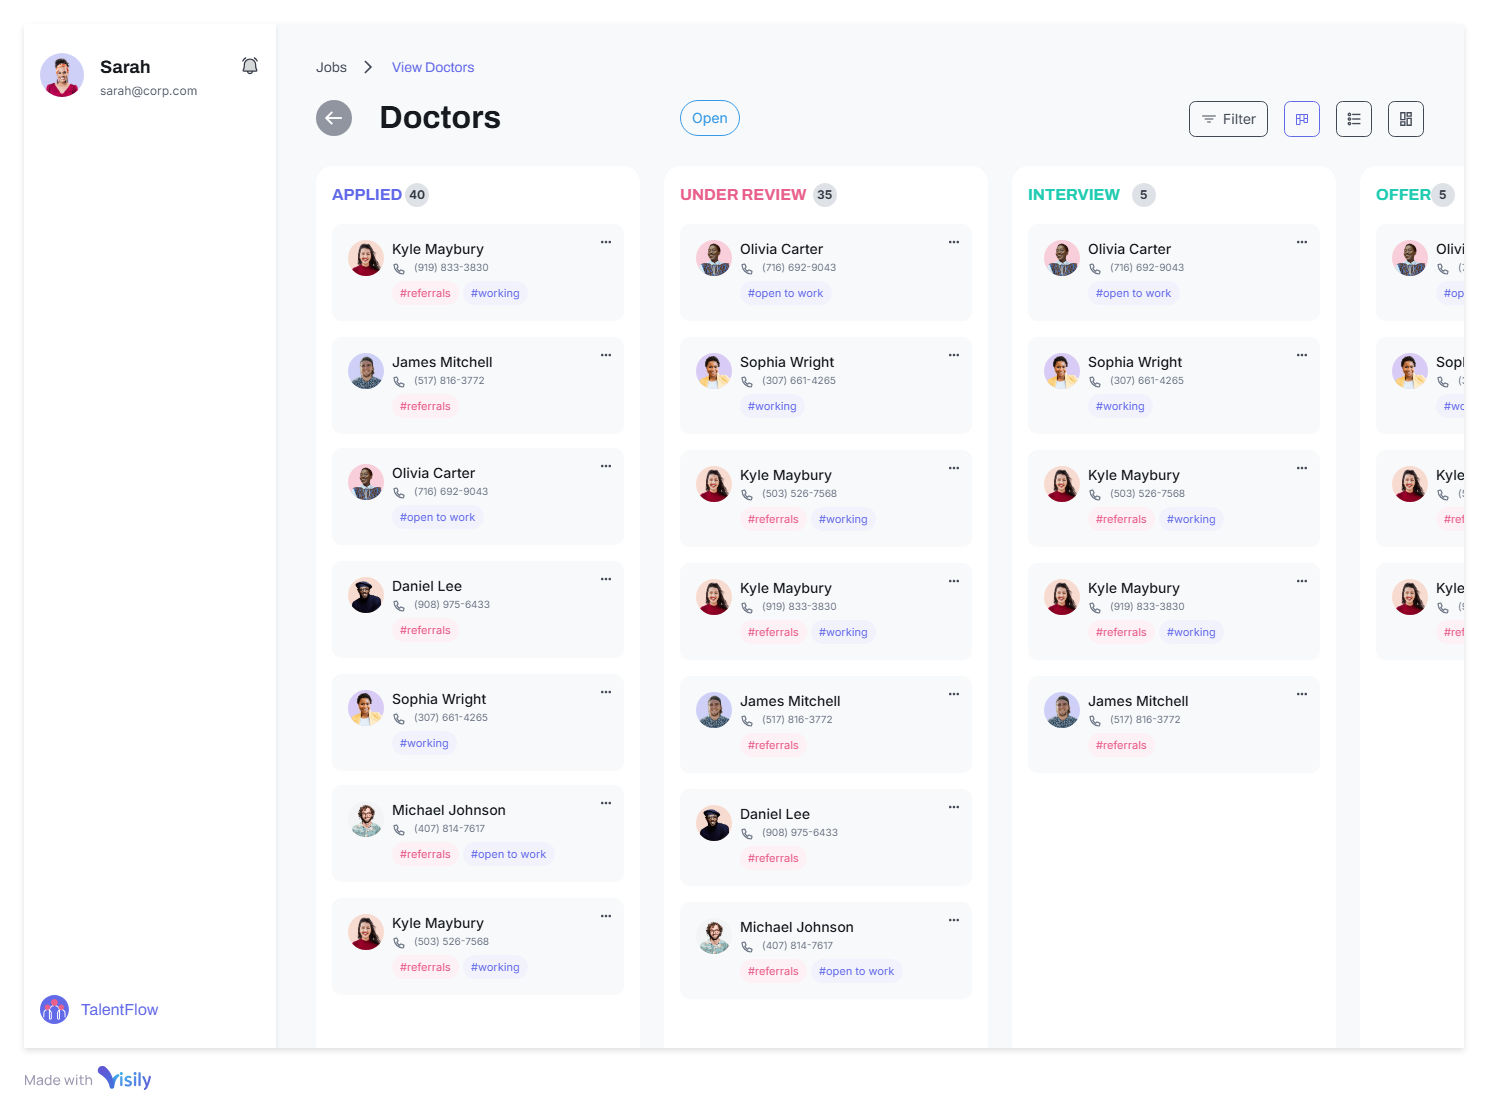 Sarah
sarah@corp.com
Jobs
View Doctors
Doctors
Open
Filter
APPLIED 40
Kyle Maybury
(919) 833-3830
#referrals #working
James Mitchell
(517) 816-3772
#referrals
Olivia Carter
(716) 692-9043
#open to work
Daniel Lee
(908) 975-6433
#referrals
Sophia Wright
(307) 661-4265
#working
Michael Johnson
(407) 814-7617
#referrals #open to work
Kyle Maybury
(503) 526-7568
#referrals #working
UNDER REVIEW 35
Olivia Carter
(716) 692-9043
#open to work
Sophia Wright
(307) 661-4265
#working
Kyle Maybury
(503) 526-7568
#referrals #working
Kyle Maybury
(919) 833-3830
#referrals #working
James Mitchell
(517) 816-3772
#referrals
Daniel Lee
(908) 975-6433
#referrals
Michael Johnson
(407) 814-7617
#referrals #open to work
INTERVIEW 5
Olivia Carter
(716) 692-9043
#open to work
Sophia Wright
(307) 661-4265
#working
Kyle Maybury
(503) 526-7568
#referrals #working
Kyle Maybury
(919) 833-3830
#referrals #working
James Mitchell
(517) 816-3772
#referrals
OFFER 5
Kyle
Kyle
TalentFlow
Made with Visily